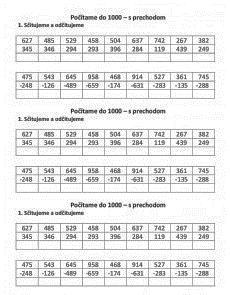 Počítame do 1000 – s prechodom
1. Sčítujeme a odčítujeme
627 485 529 458 504 637 742 267 382
345 346 294 293 396 284 119 439 249
475 543 645 958 468 914 527 361 745
-248 -126 -489 -659 -174 -631 -283 -135 -288
Počítame do 1000 – s prechodom
1. Sčítujeme a odčítujeme
627 485 529 458 504 637 742 267 382
345 346 294 293 396 284 119 439 249
475 543 645 958 468 914 527 361 745
-248 -126 -489 -659 -174 -631 -283 -135 -288
Počítame do 1000 – s prechodom
1. Sčítujeme a odčítujeme
627 485 529 458 504 637 742 267 382
345 346 294 293 396 284 119 439 249
475 543 645 958 468 914 527 361 745
-248 -126 -489 -659 -174 -631 -283 -135 -288